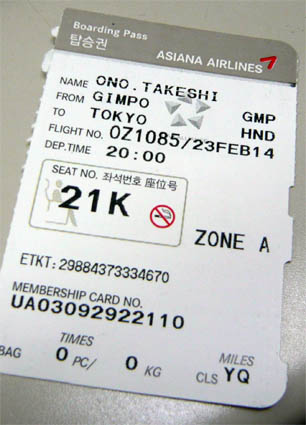 Boarding Pass
탑승권
ASIANA AIRLINES
NAME ONO.TAKESHI
FROM GIMPO GMP
TO TOKYO HND
FLIGHT NO. OZ1085/23FEB14
DEP.TIME 20:00
SEAT NO. 좌석번호 座位号
21K
ZONE A
ETKT:29884373334670
MEMBERSHIP CARD NO.
UA03092922110
TIMES MILES
BAG 0 PC/ 0 KG CLS YQ